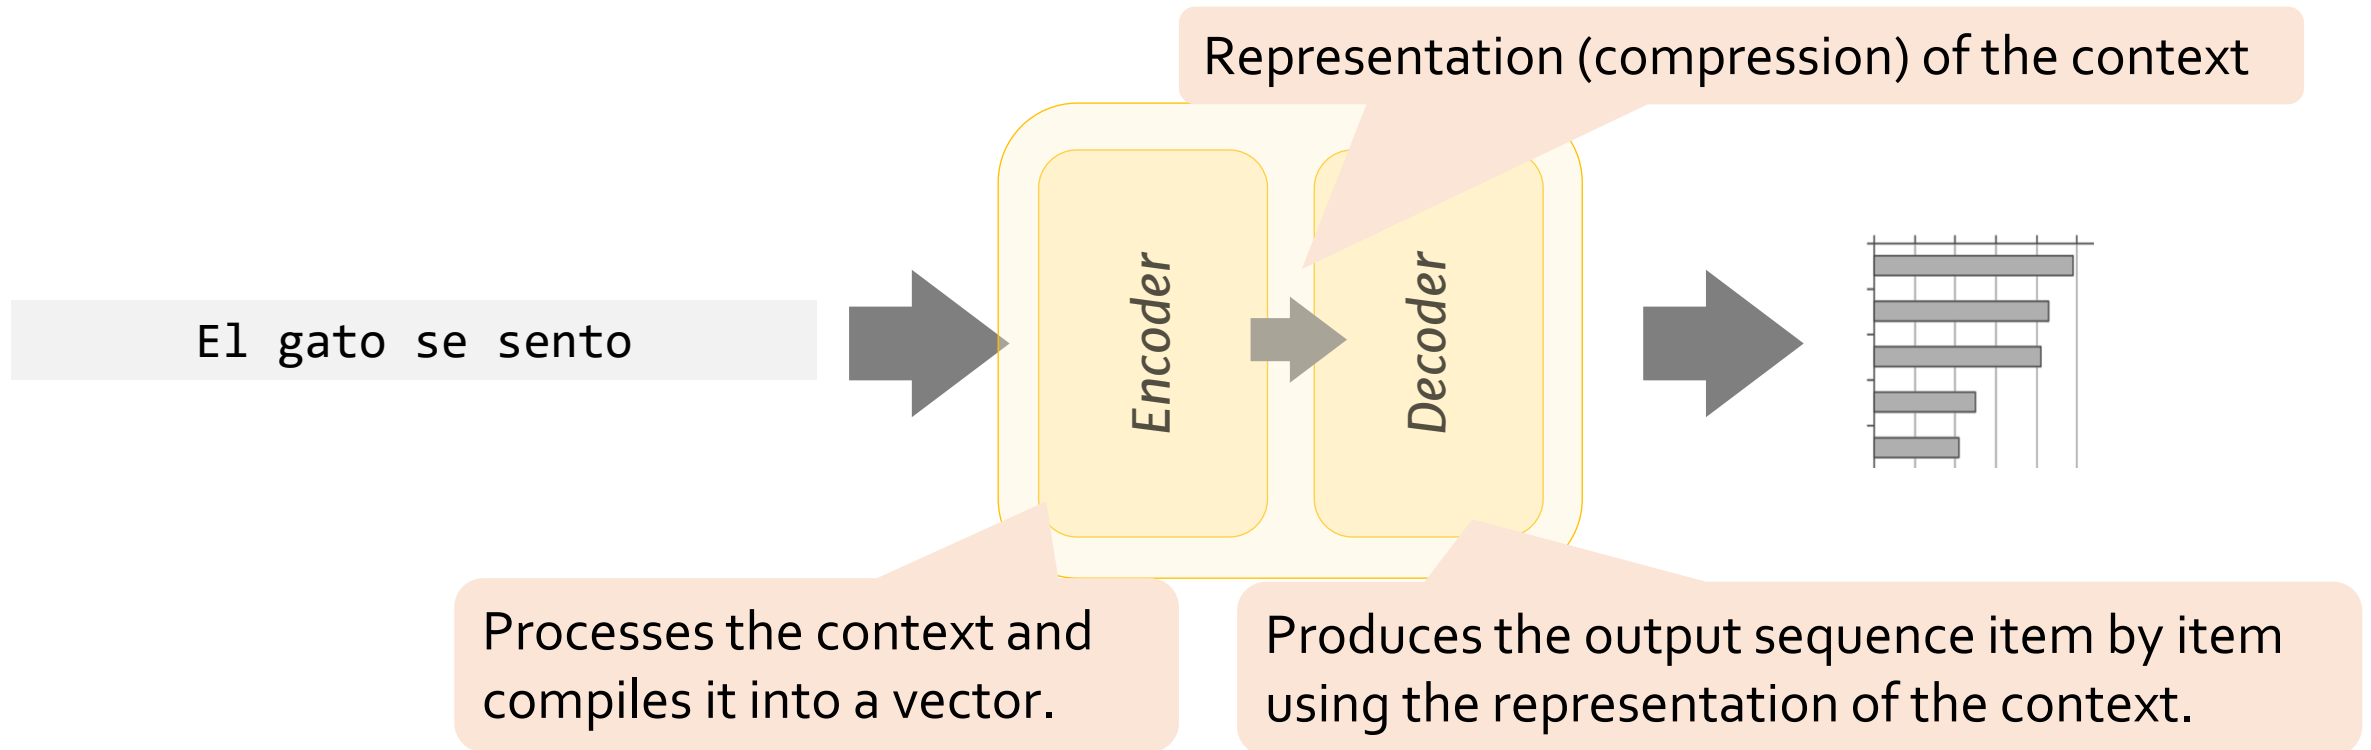 Representation (compression) of the context
El gato se sento
Encoder
Decoder
Processes the context and
compiles it into a vector.
Produces the output sequence item by item
using the representation of the context.